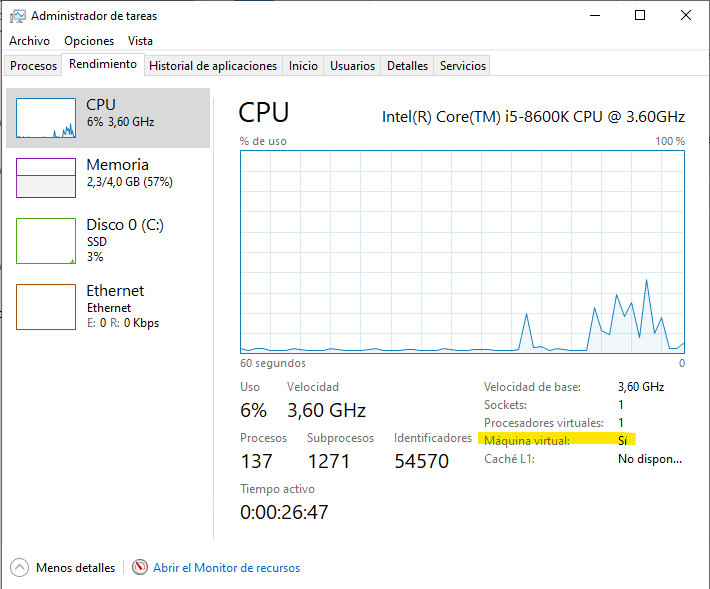 Administrador de tareas
Archivo Opciones Vista
Procesos Rendimiento Historial de aplicaciones Inicio Usuarios Detalles Servicios
CPU
6% 3,60 GHz
Memoria
2,3/4,0 GB (57%)
Disco 0 (C:)
SSD
3%
Ethernet
Ethernet
E: 0 R: 0 Kbps
CPU Intel(R) Core(TM) i5-8600K CPU @ 3.60GHz
% de uso 100 %
60 segundos 0
Uso Velocidad
6% 3,60 GHz
Procesos Subprocesos Identificadores
137 1271 54570
Tiempo activo
0:00:26:47
Velocidad de base: 3,60 GHz
Sockets: 1
Procesadores virtuales: 1
Máquina virtual: Sí
Caché L1: No dispon...
Menos detalles Abrir el Monitor de recursos